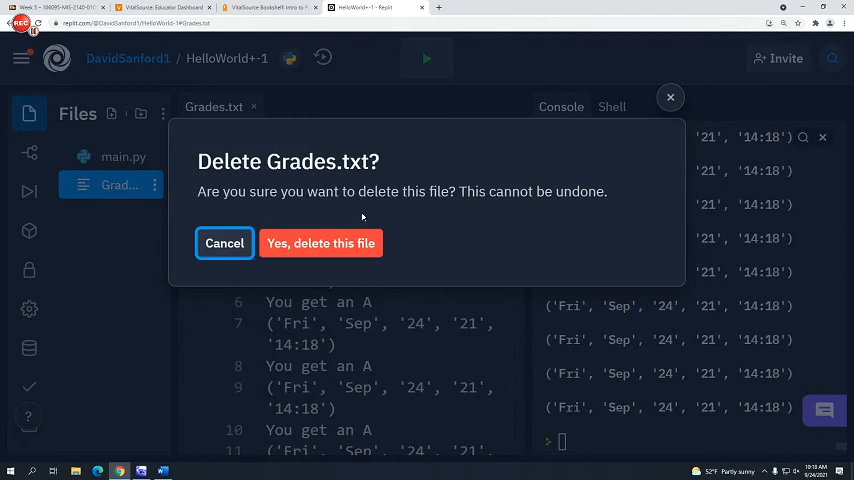 Week 5 - 106095-MIS-2140-01
VitalSource: Educator Dashboard
VitalSource Bookshelf: Intro to F
HelloWorld+-1 - Replit
REC
replit.com/@DavidSanford1/HelloWorld-1#Grades.txt
DavidSanford1 / HelloWorld+-1
Invite
Files
Grades.txt
Console
Shell
main.py
Grad...
Delete Grades.txt?
Are you sure you want to delete this file? This cannot be undone.
Cancel
Yes, delete this file
6 You get an A
7 ('Fri', 'Sep', '24', '21',
'14:18')
8 You get an A
9 ('Fri', 'Sep', '24', '21',
'14:18')
10 You get an A
11 ('Fri', 'Sep', '24', '21',
'21', '14:18')
'21', '14:18')
'21', '14:18')
'21', '14:18')
'21', '14:18')
('Fri', 'Sep', '24', '21', '14:18')
('Fri', 'Sep', '24', '21', '14:18')
('Fri', 'Sep', '24', '21', '14:18')
('Fri', 'Sep', '24', '21', '14:18')
?
52°F Partly sunny
10:18 AM
9/24/2021